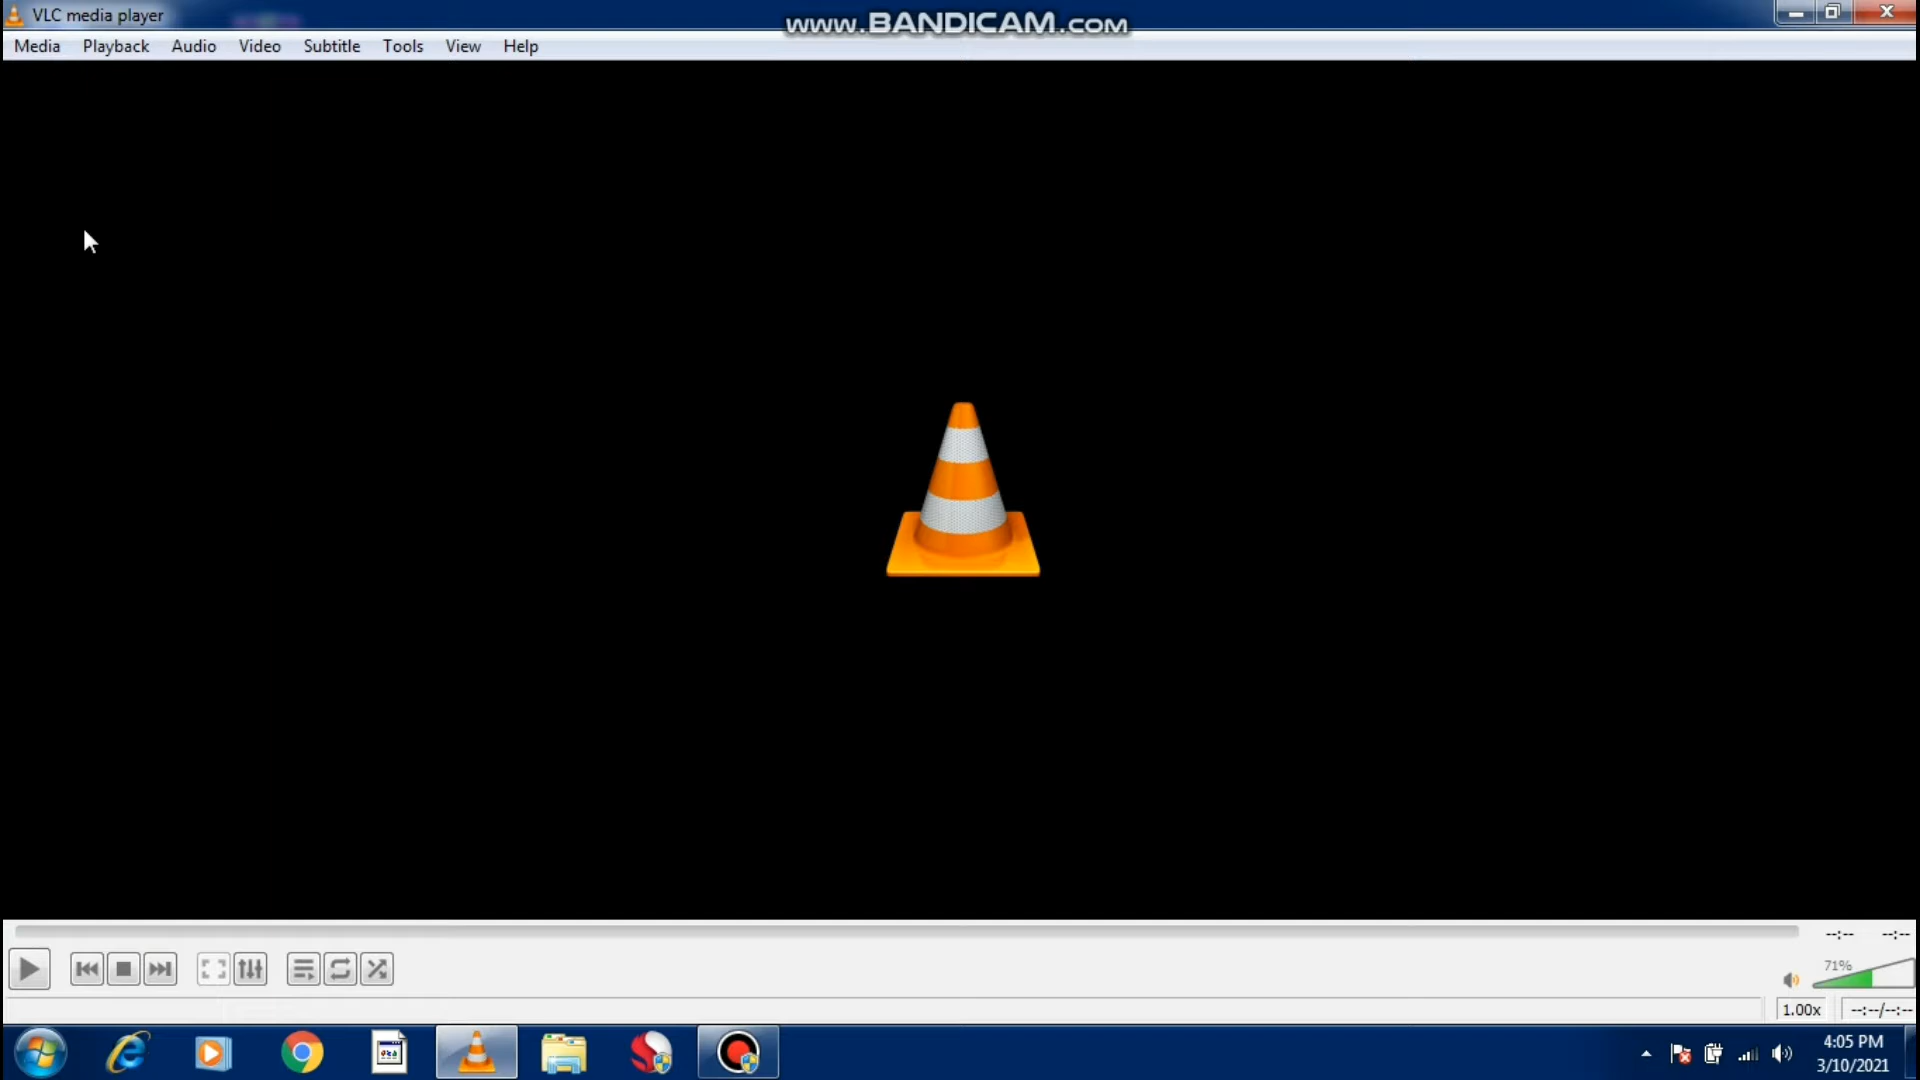 VLC media player
www.BANDICAM.com
Media Playback Audio Video Subtitle Tools View Help
--:-- --:--
71%
1.00x --:--/--:--
4:05 PM
3/10/2021